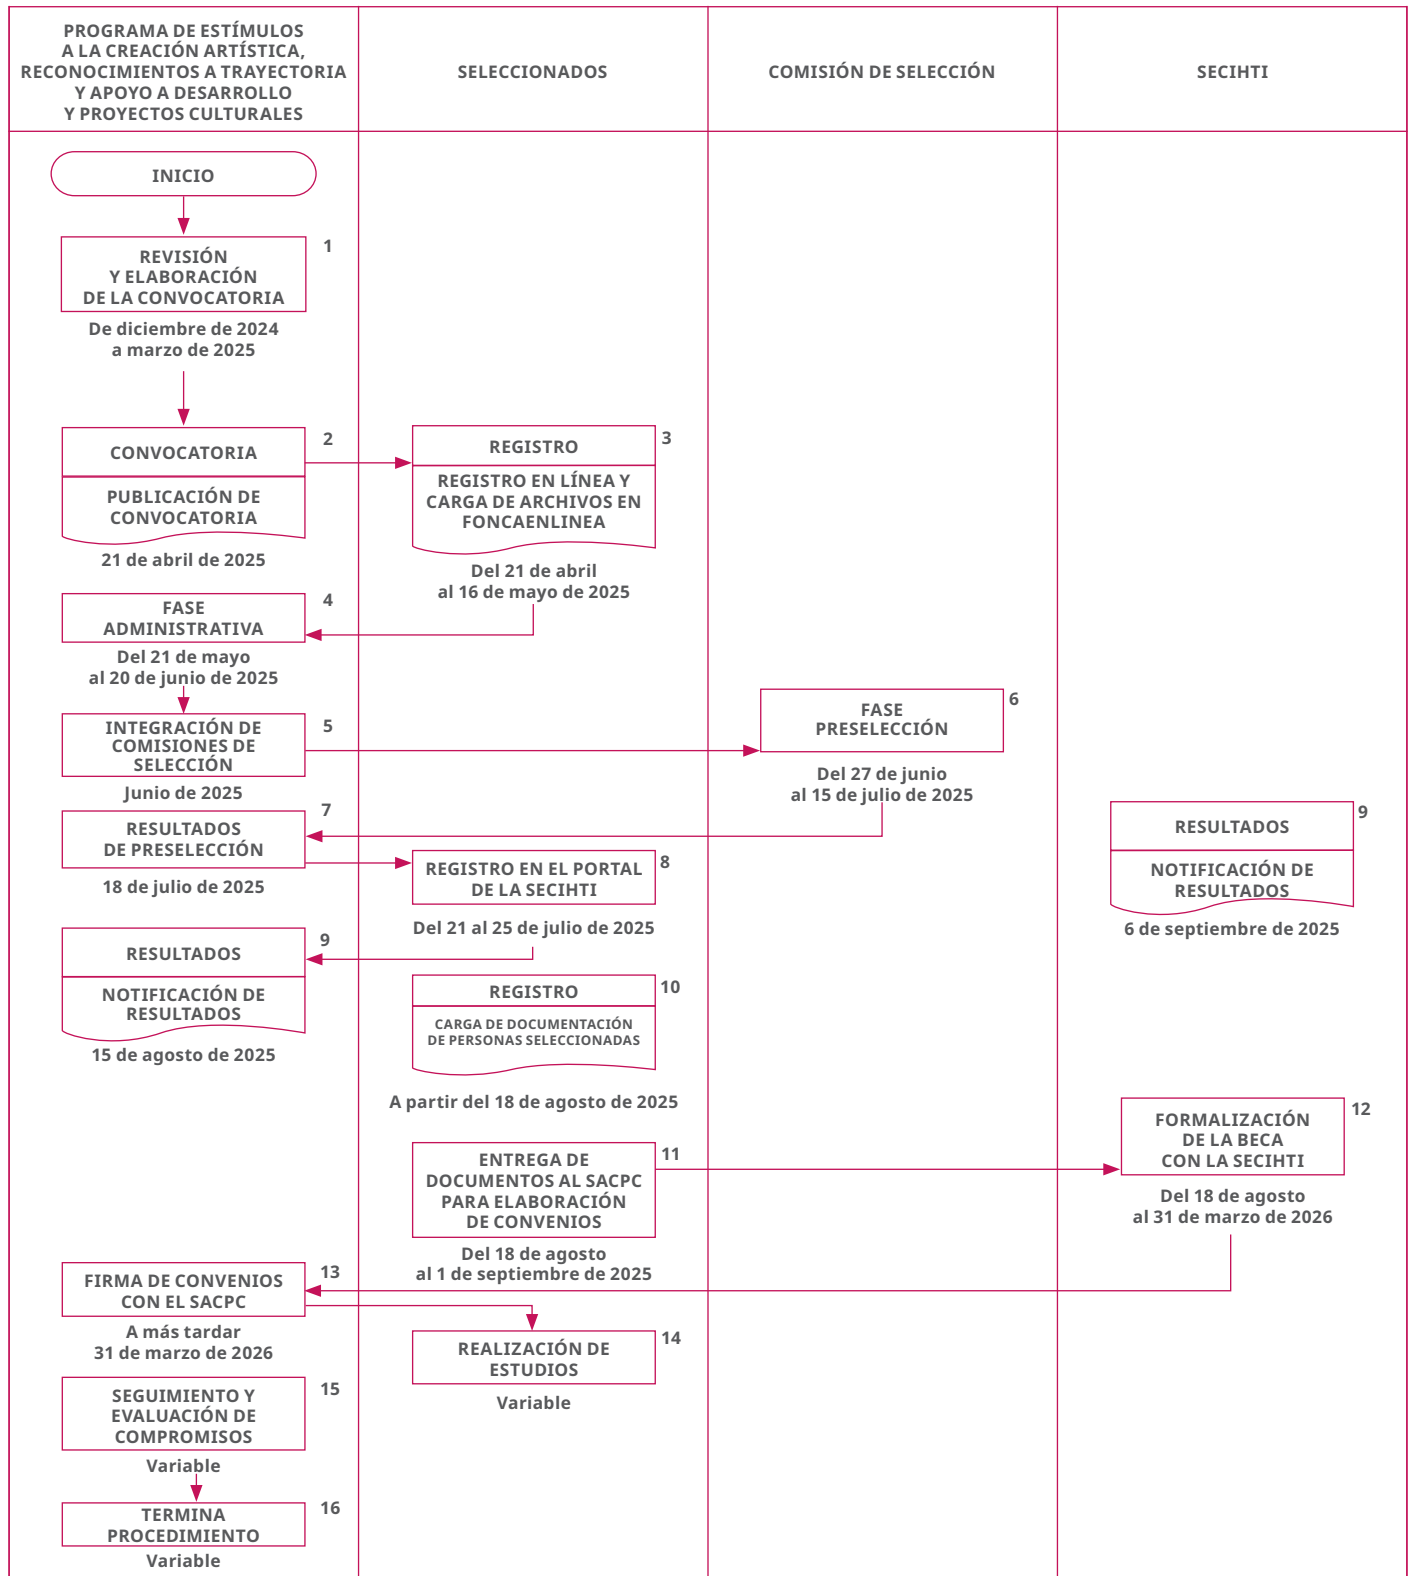 PROGRAMA DE ESTÍMULOS
A LA CREACIÓN ARTÍSTICA,
RECONOCIMIENTOS A TRAYECTORIA
Y APOYO A DESARROLLO
Y PROYECTOS CULTURALES
SELECCIONADOS
COMISIÓN DE SELECCIÓN
SECIHTI
INICIO
1
REVISIÓN
Y ELABORACIÓN
DE LA CONVOCATORIA
De diciembre de 2024
a marzo de 2025
2
CONVOCATORIA
PUBLICACIÓN DE
CONVOCATORIA
21 de abril de 2025
3
REGISTRO
REGISTRO EN LÍNEA Y
CARGA DE ARCHIVOS EN
FONCAENLINEA
Del 21 de abril
al 16 de mayo de 2025
4
FASE
ADMINISTRATIVA
Del 21 de mayo
al 20 de junio de 2025
5
INTEGRACIÓN DE
COMISIONES DE
SELECCIÓN
Junio de 2025
6
FASE
PRESELECCIÓN
Del 27 de junio
al 15 de julio de 2025
7
RESULTADOS
DE PRESELECCIÓN
18 de julio de 2025
8
REGISTRO EN EL PORTAL
DE LA SECIHTI
Del 21 al 25 de julio de 2025
9
RESULTADOS
NOTIFICACIÓN DE
RESULTADOS
6 de septiembre de 2025
9
RESULTADOS
NOTIFICACIÓN DE
RESULTADOS
15 de agosto de 2025
10
REGISTRO
CARGA DE DOCUMENTACIÓN
DE PERSONAS SELECCIONADAS
A partir del 18 de agosto de 2025
11
ENTREGA DE
DOCUMENTOS AL SACPC
PARA ELABORACIÓN
DE CONVENIOS
Del 18 de agosto
al 1 de septiembre de 2025
12
FORMALIZACIÓN
DE LA BECA
CON LA SECIHTI
Del 18 de agosto
al 31 de marzo de 2026
13
FIRMA DE CONVENIOS
CON EL SACPC
A más tardar
31 de marzo de 2026
14
REALIZACIÓN DE
ESTUDIOS
Variable
15
SEGUIMIENTO Y
EVALUACIÓN DE
COMPROMISOS
Variable
16
TERMINA
PROCEDIMIENTO
Variable